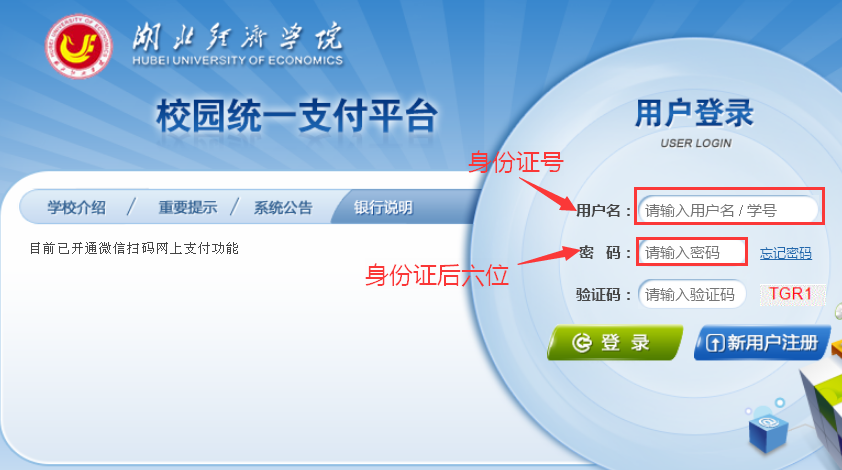 湖北经济学院
HUBEI UNIVERSITY OF ECONOMICS
校园统一支付平台
学校介绍 / 重要提示 / 系统公告 银行说明
目前已开通微信扫码网上支付功能
用户登录
USER LOGIN
身份证号
用户名： 请输入用户名 / 学号
密 码： 请输入密码 忘记密码
身份证后六位
验证码： 请输入验证码 TGR1
登 录 新用户注册